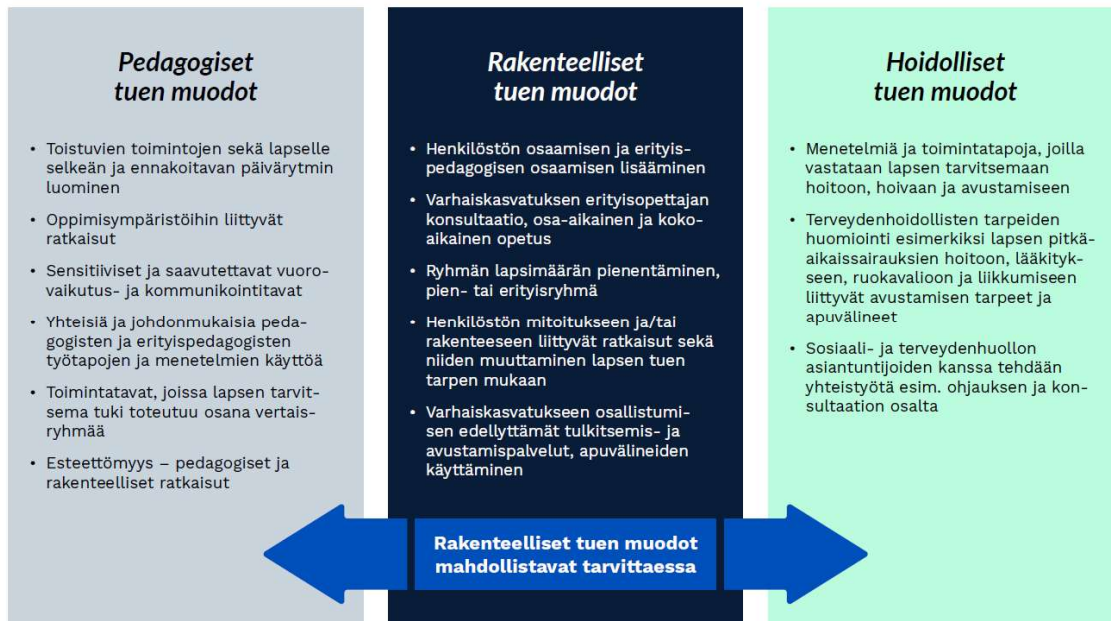 Pedagogiset
tuen muodot
• Toistuvien toimintojen sekä lapselle
selkeän ja ennakoitavan päivärytmin
luominen
• Oppimisympäristöihin liittyvät
ratkaisut
• Sensitiiviset ja saavutettavat vuoro-
vaikutus- ja kommunikointitavat
• Yhteisiä ja johdonmukaisia peda-
gogisten ja erityispedagogisten
työtapojen ja menetelmien käyttöä
• Toimintatavat, joissa lapsen tarvit-
sema tuki toteutuu osana vertais-
ryhmää
• Esteettömyys – pedagogiset ja
rakenteelliset ratkaisut
Rakenteelliset
tuen muodot
• Henkilöstön osaamisen ja erityis-
pedagogisen osaamisen lisääminen
• Varhaiskasvatuksen erityisopettajan
konsultaatio, osa-aikainen ja koko-
aikainen opetus
• Ryhmän lapsimäärän pienentäminen,
pien- tai erityisryhmä
• Henkilöstön mitoitukseen ja/tai
rakenteeseen liittyvät ratkaisut sekä
niiden muuttaminen lapsen tuen
tarpen mukaan
• Varhaiskasvatukseen osallistumi-
sen edellyttämät tulkitsemis- ja
avustamispalvelut, apuvälineiden
käyttäminen
Hoidolliset
tuen muodot
• Menetelmiä ja toimintatapoja, joilla
vastataan lapsen tarvitsemaan
hoitoon, hoivaan ja avustamiseen
• Terveydenhoidollisten tarpeiden
huomiointi esimerkiksi lapsen pitkä-
aikaissairauksien hoitoon, lääkityk-
seen, ruokavalioon ja liikkumiseen
liittyvät avustamisen tarpeet ja
apuvälineet
• Sosiaali- ja terveydenhuollon
asiantuntijoiden kanssa tehdään
yhteistyötä esim. ohjauksen ja kon-
sultaation osalta
Rakenteelliset tuen muodot
mahdollistavat tarvittaessa